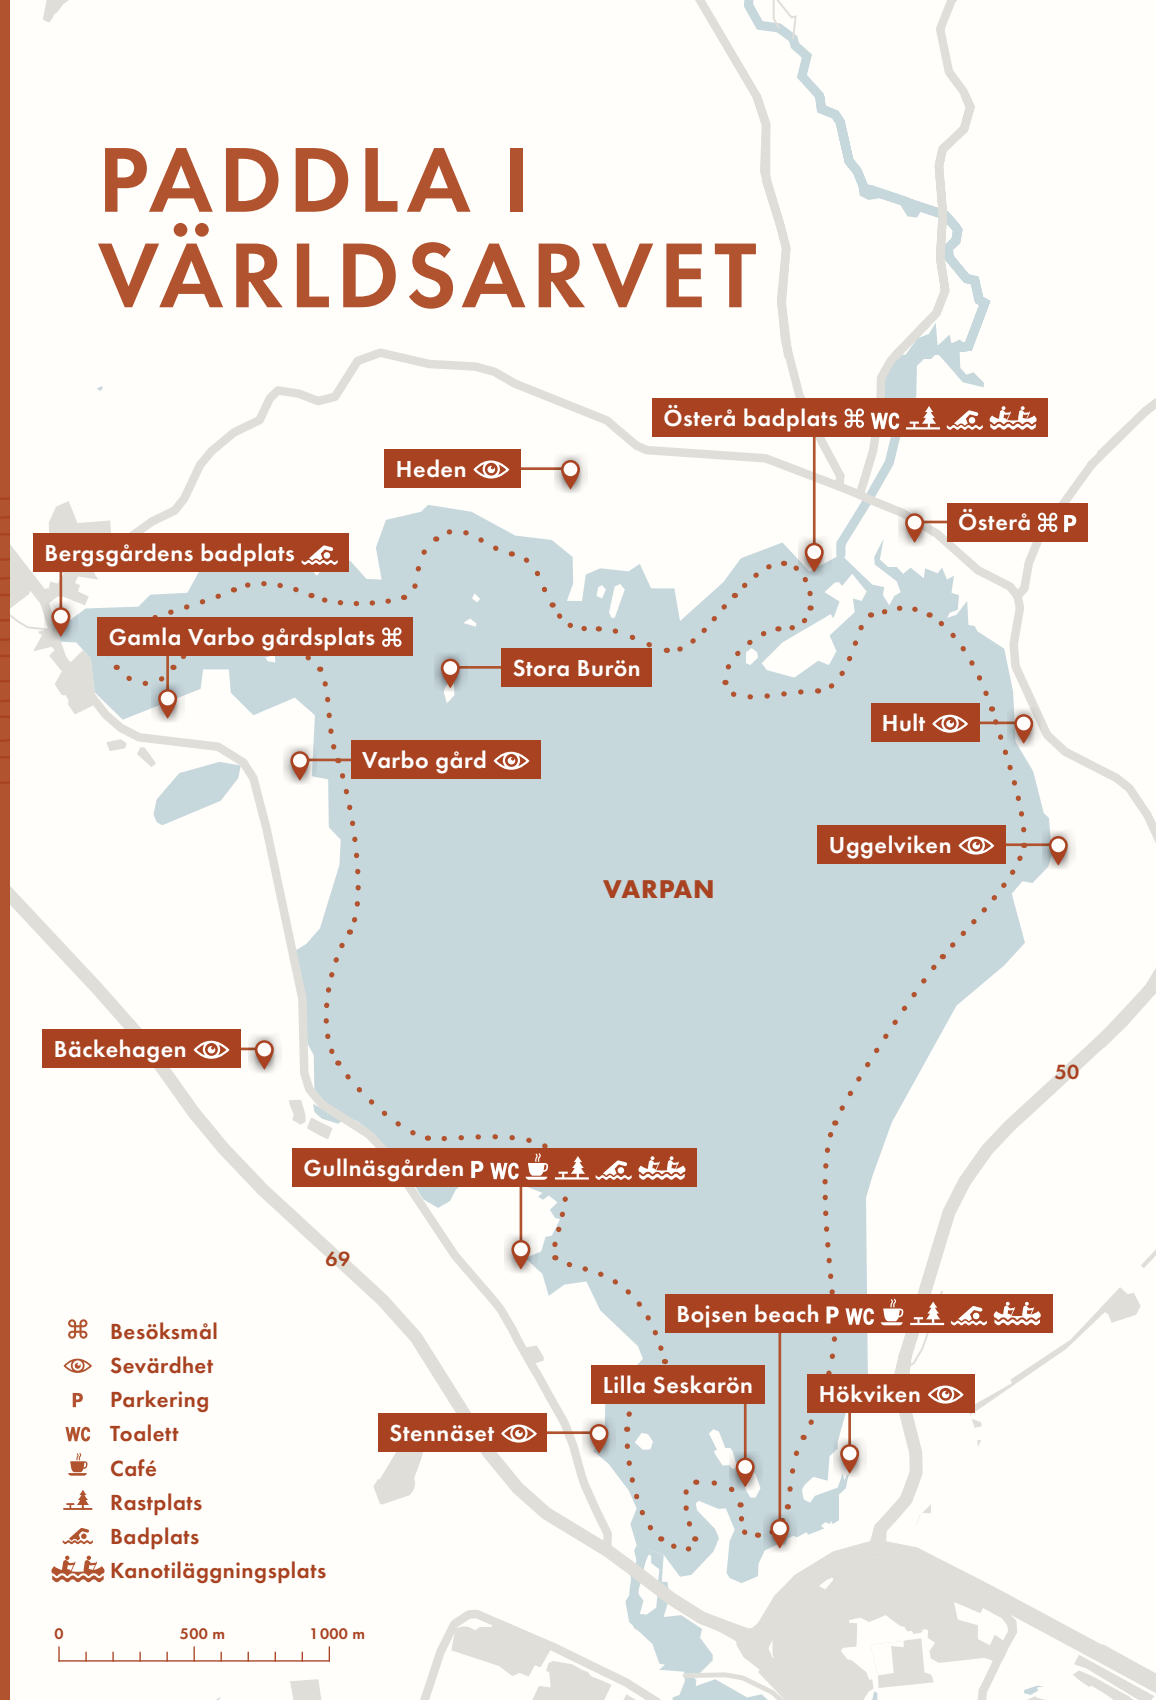 PADDLA I
VÄRLDSARVET
Österå badplats WC
Heden
Österå P
Bergsgårdens badplats
Gamla Varbo gårdsplats
Stora Burön
Hult
Varbo gård
Uggelviken
VARPAN
Bäckehagen
50
Gullnäsgården P WC
69
Bojsen beach P WC
Lilla Seskarön
Hökviken
Stennäset
Besöksmål
Sevärdhet
P Parkering
WC Toalett
Café
Rastplats
Badplats
Kanotiläggningsplats
0 500 m 1 000 m